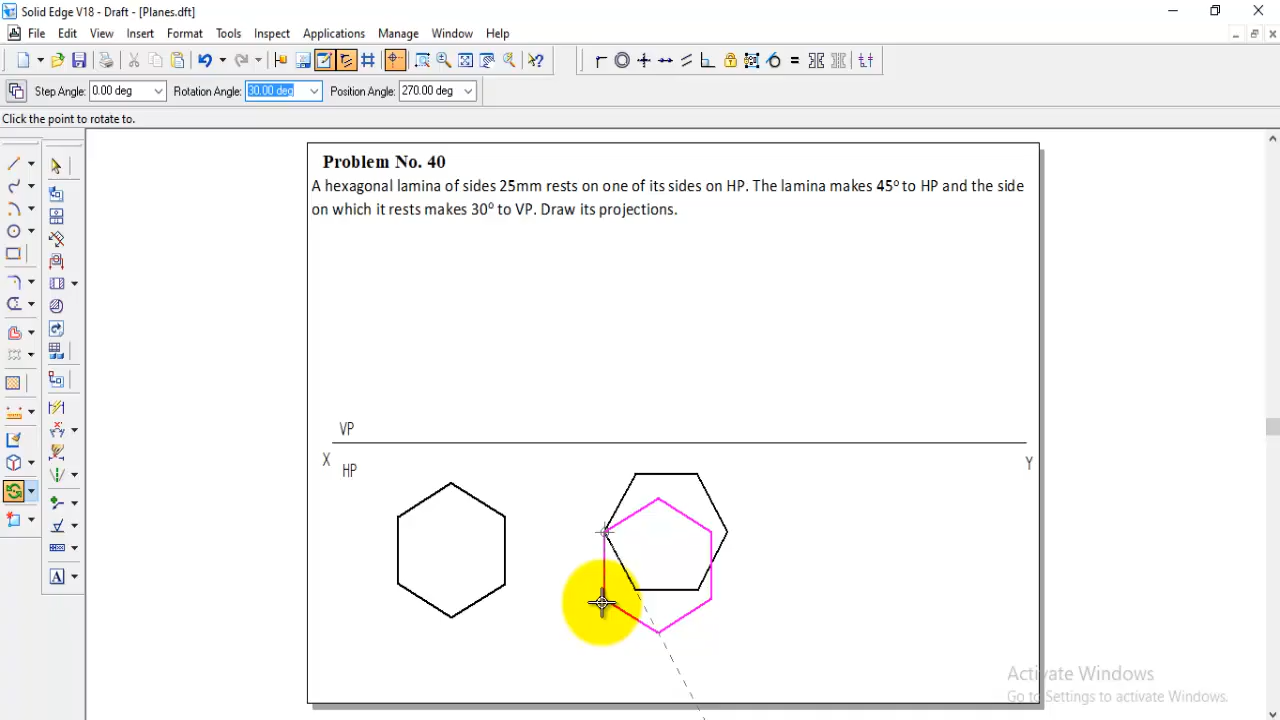 Solid Edge V18 - Draft - [Planes.dft]
File Edit View Insert Format Tools Inspect Applications Manage Window Help
Step Angle: 0.00 deg Rotation Angle: 30.00 deg Position Angle: 270.00 deg
Click the point to rotate to.
Problem No. 40
A hexagonal lamina of sides 25mm rests on one of its sides on HP. The lamina makes 45º to HP and the side
on which it rests makes 30º to VP. Draw its projections.
VP
X
Y
HP
A
Activate Windows
Go to Settings to activate Windows.